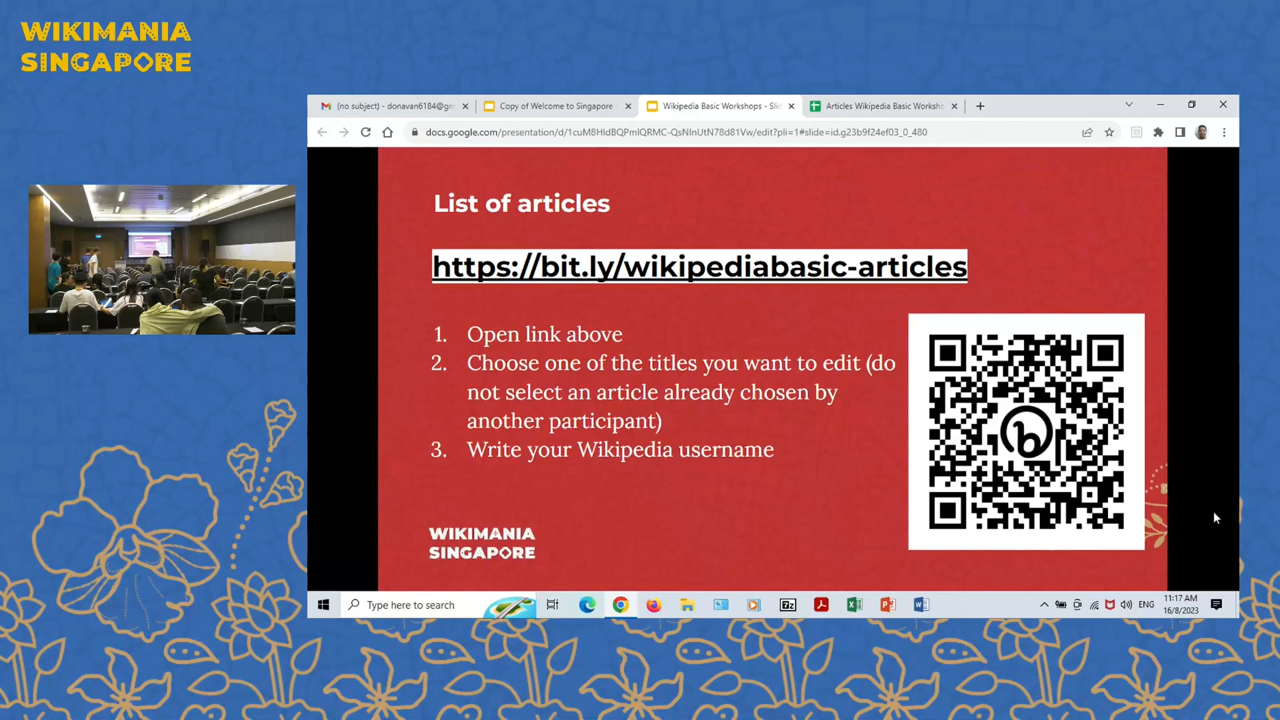 WIKIMANIA
SINGAPORE
(no subject) - donavan6184@gm
Copy of Welcome to Singapore -
Wikipedia Basic Workshops - Sli
Articles Wikipedia Basic Worksh
docs.google.com/presentation/d/1cuM8HldBQPmIQRMC-QsNInUtN78d81Vw/edit?pli=1#slide=id.g23b9f24ef03_0_480
List of articles
https://bit.ly/wikipediabasic-articles
1. Open link above
2. Choose one of the titles you want to edit (do
not select an article already chosen by
another participant)
3. Write your Wikipedia username
b
WIKIMANIA
SINGAPORE
Type here to search
7z
ENG
11:17 AM
16/8/2023